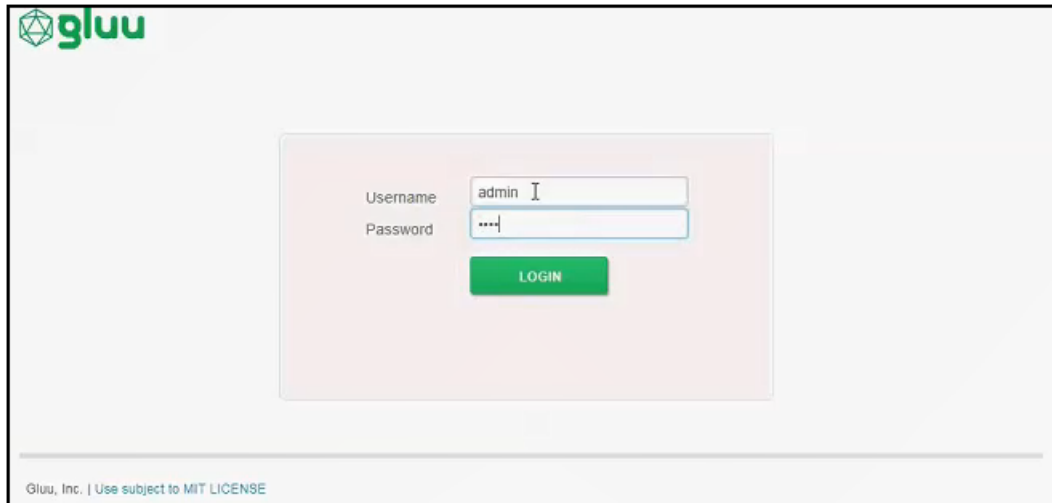 gluu
Username admin
Password ····
LOGIN
Gluu, Inc. | Use subject to MIT LICENSE